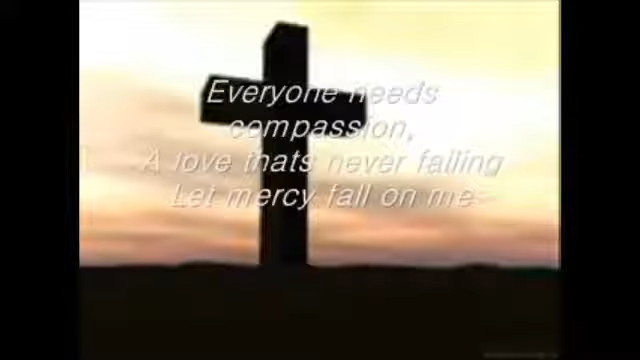 Everyone needs
compassion,
A love thats never failing
Let mercy fall on me